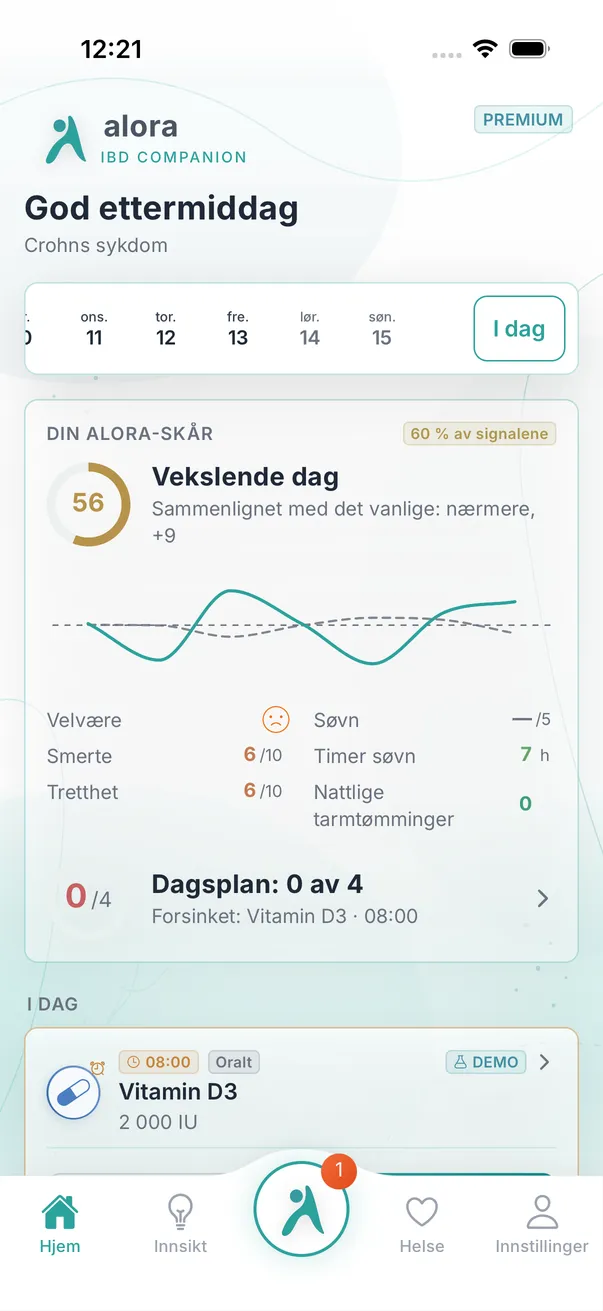 12:21
alora
IBD COMPANION
PREMIUM
God ettermiddag
Crohns sykdom
ons. tor. fre. lør. søn.
11 12 13 14 15
I dag
DIN ALORA-SKÅR
60 % av signalene
56
Vekslende dag
Sammenlignet med det vanlige: nærmere,
+9
Velvære
Søvn —/5
Smerte 6/10
Timer søvn 7 h
Tretthet 6/10
Nattlige
tarmtømminger 0
0/4
Dagsplan: 0 av 4
Forsinket: Vitamin D3 · 08:00
I DAG
08:00 Oralt DEMO
Vitamin D3
2 000 IU
1
Hjem Innsikt Helse Innstillinger